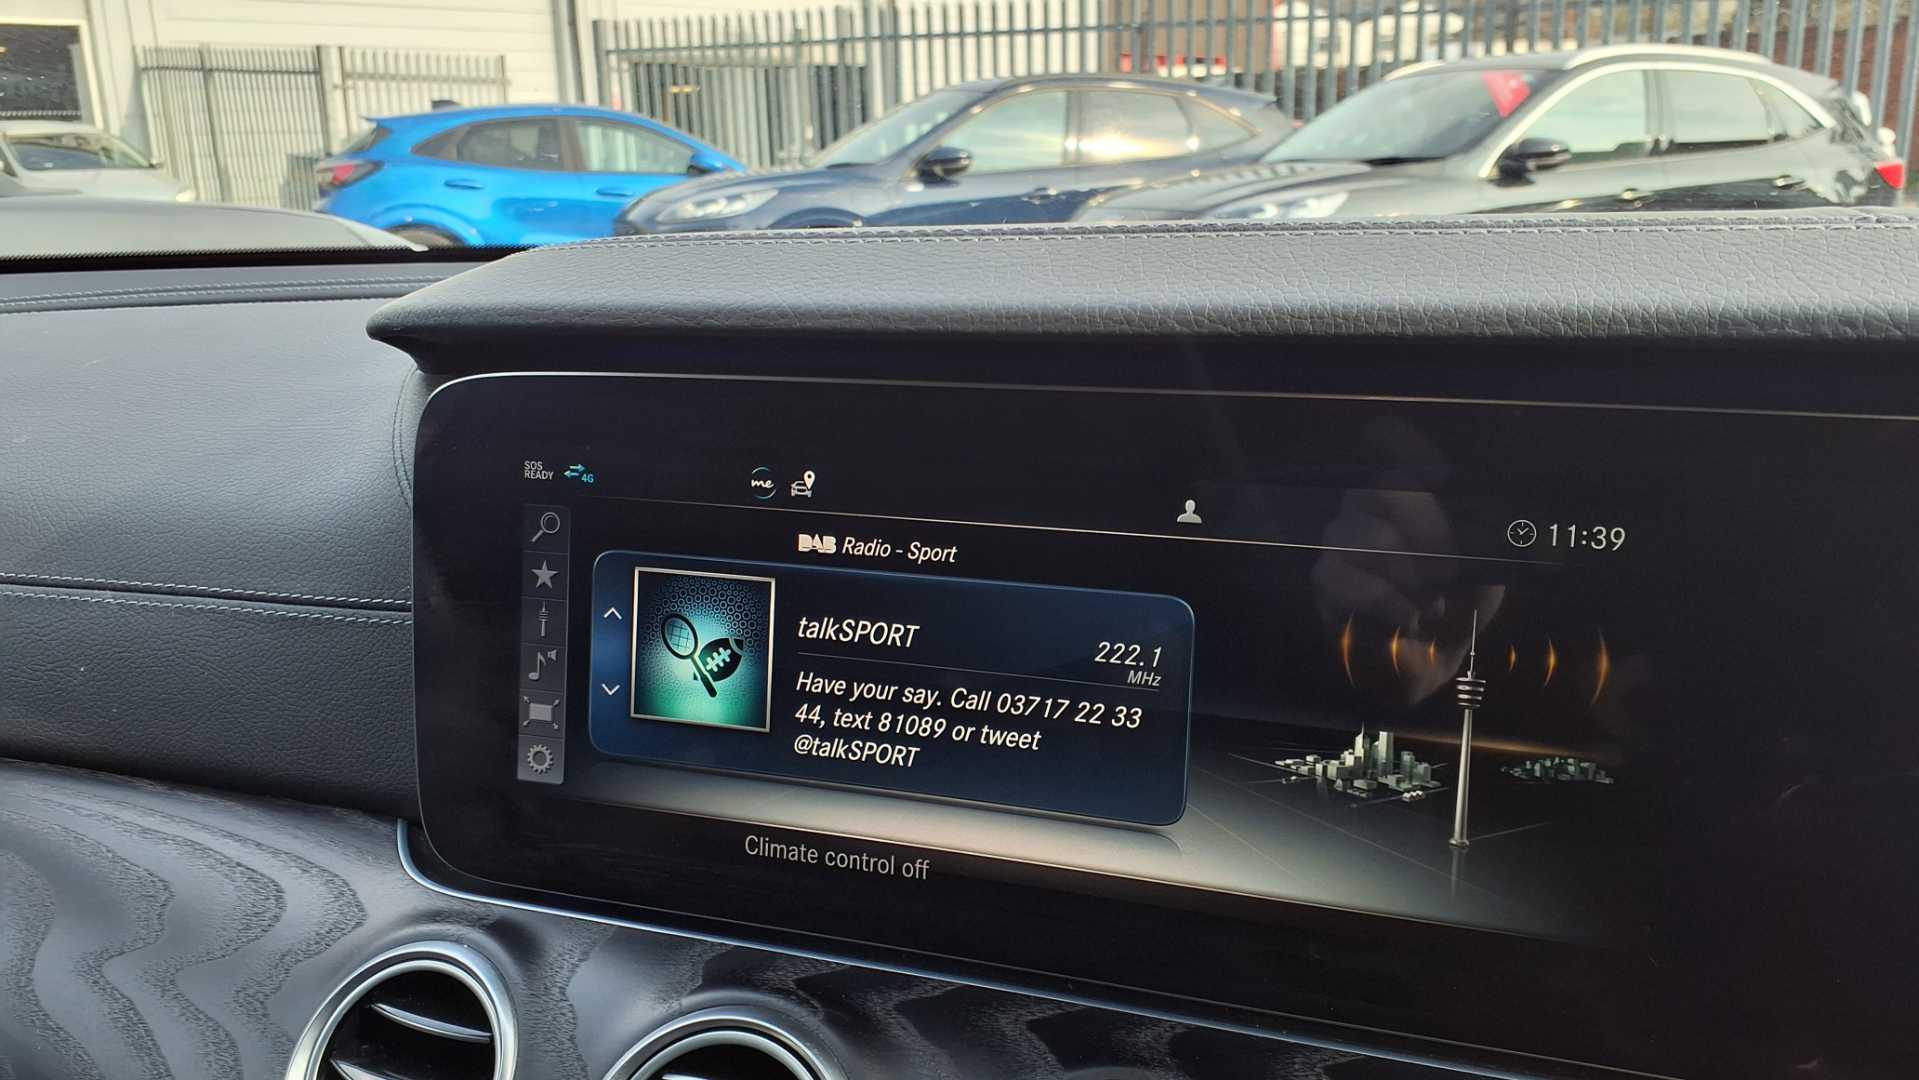 SOS
READY
4G
me
11:39
DAB Radio - Sport
talkSPORT
222.1
MHz
Have your say. Call 03717 22 33
44, text 81089 or tweet
@talkSPORT
Climate control off